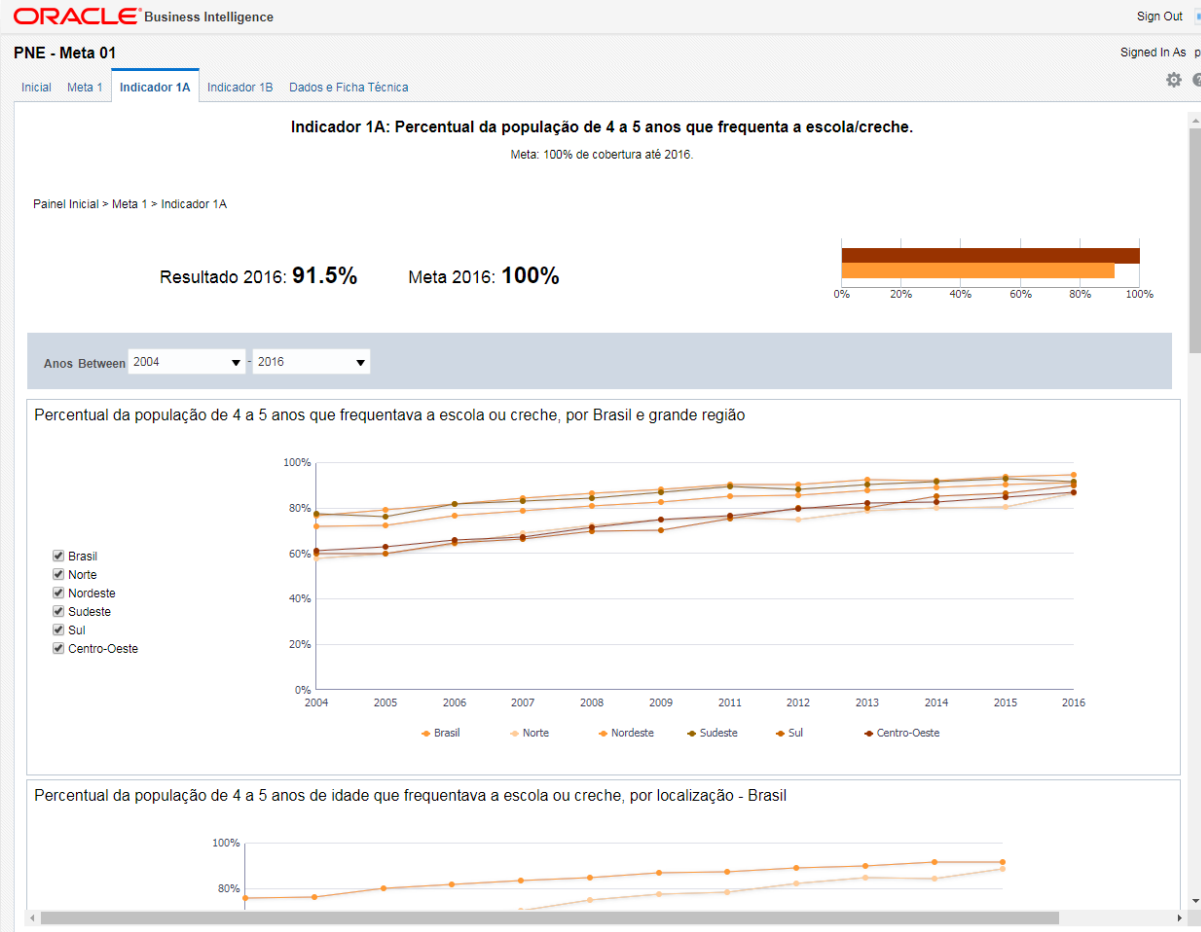 ORACLE Business Intelligence
Sign Out
PNE - Meta 01
Signed In As p
Inicial Meta 1 Indicador 1A Indicador 1B Dados e Ficha Técnica
Indicador 1A: Percentual da população de 4 a 5 anos que frequenta a escola/creche.
Meta: 100% de cobertura até 2016.
Painel Inicial > Meta 1 > Indicador 1A
Resultado 2016: 91.5% Meta 2016: 100%
0% 20% 40% 60% 80% 100%
Anos Between 2004 - 2016
Percentual da população de 4 a 5 anos que frequentava a escola ou creche, por Brasil e grande região
Brasil
Norte
Nordeste
Sudeste
Sul
Centro-Oeste
100%
80%
60%
40%
20%
0%
2004 2005 2006 2007 2008 2009 2011 2012 2013 2014 2015 2016
Brasil Norte Nordeste Sudeste Sul Centro-Oeste
Percentual da população de 4 a 5 anos de idade que frequentava a escola ou creche, por localização - Brasil
100%
80%